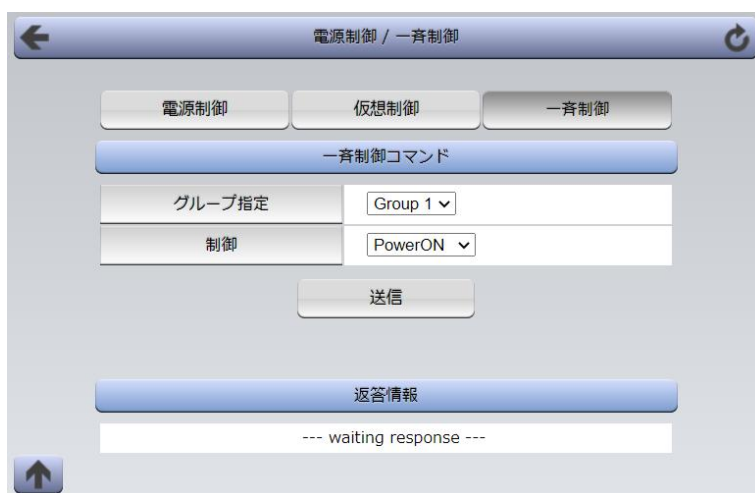 電源制御 / 一斉制御
電源制御 仮想制御 一斉制御
一斉制御コマンド
グループ指定 Group 1
制御 PowerON
送信
返答情報
--- waiting response ---